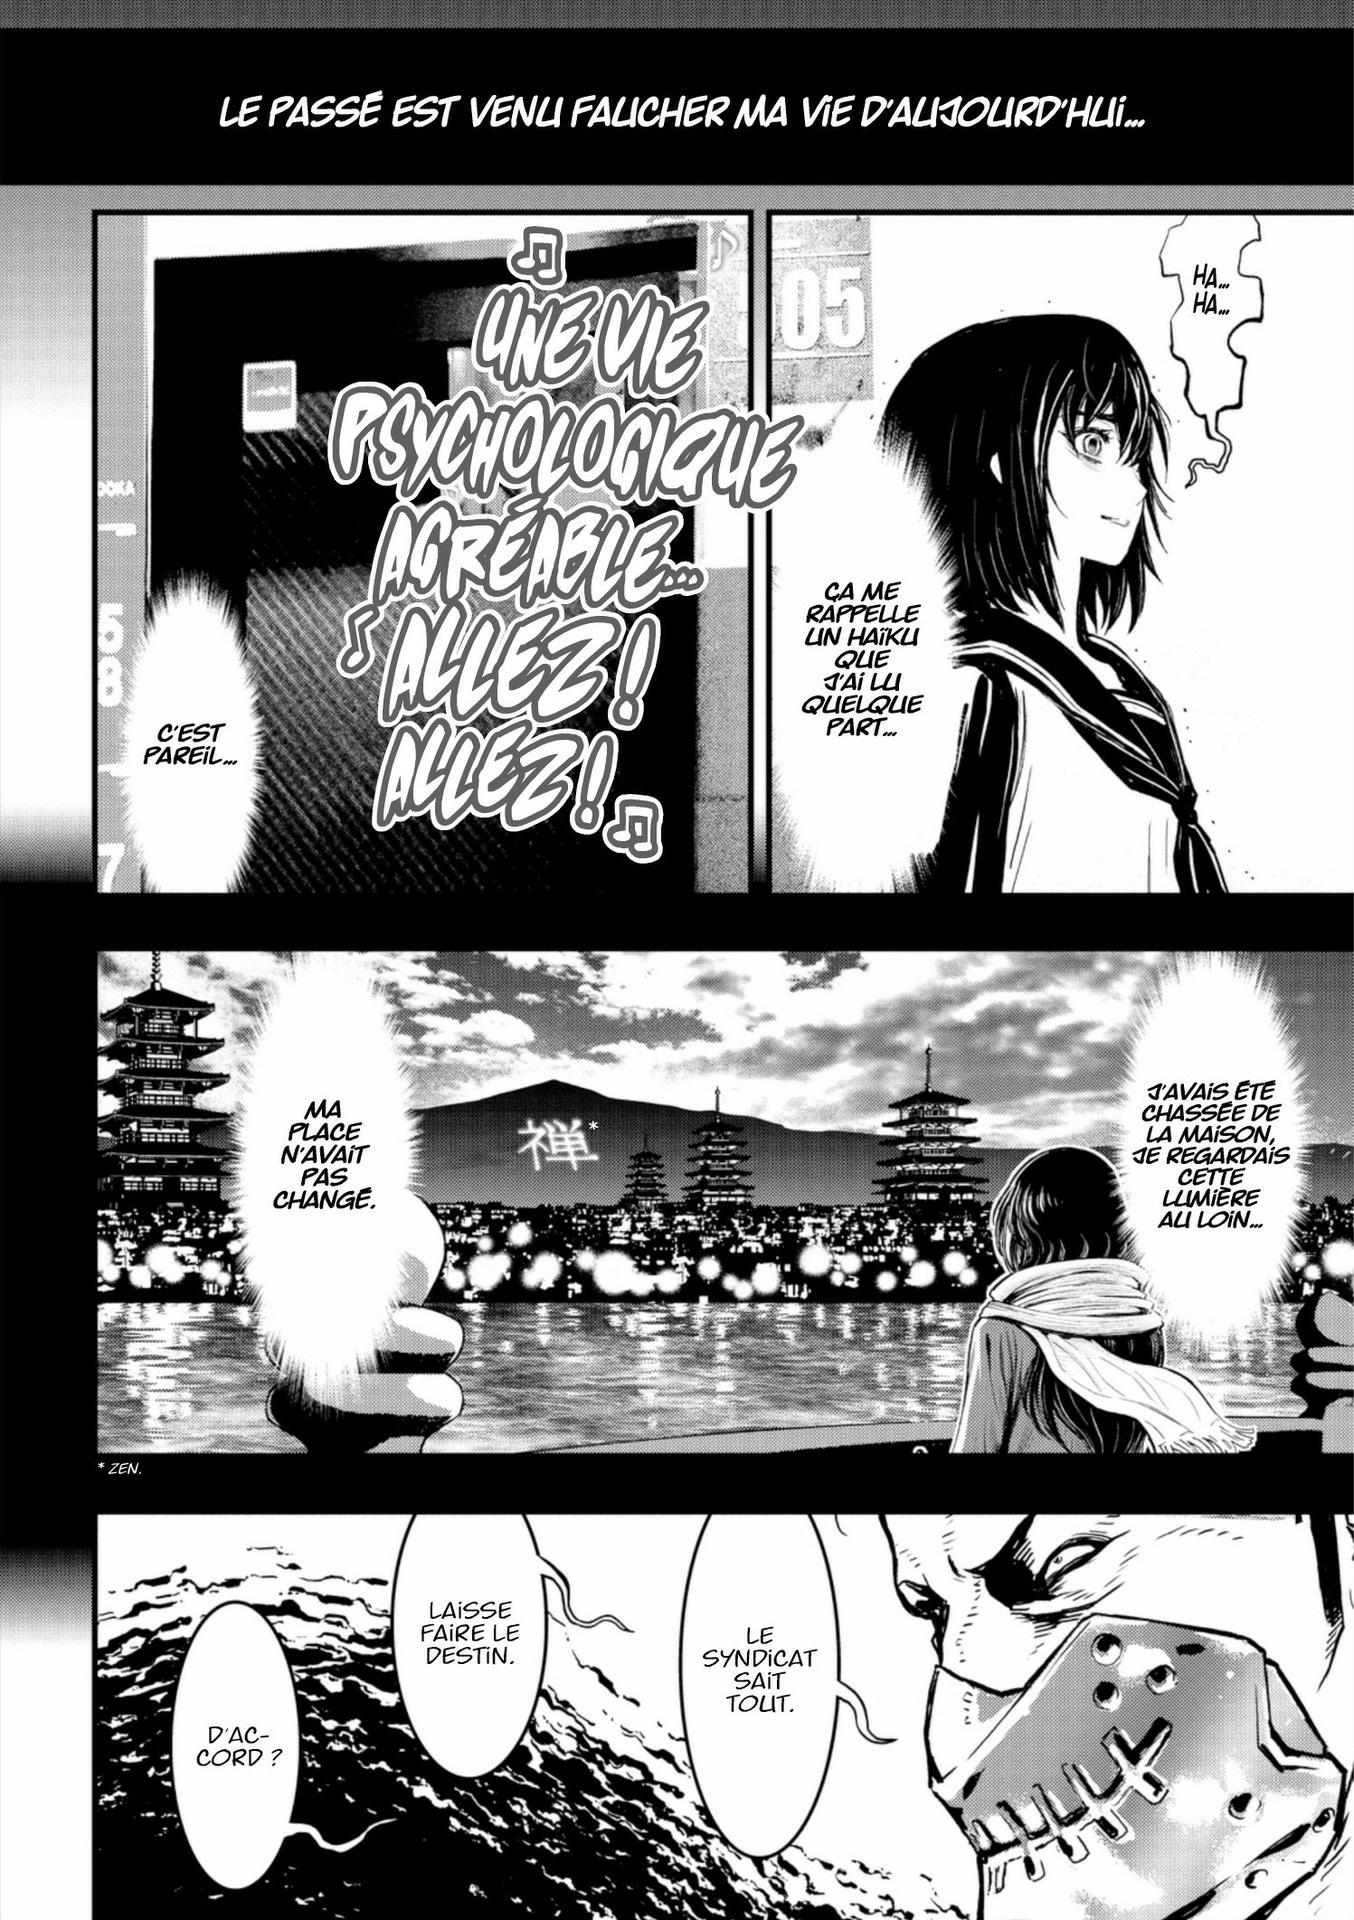 LE PASSÉ EST VENU FAUCHER MA VIE D'AUJOURD'HUI...
HA...
HA...
05
ÇA ME
RAPPELLE
UN HAÏKU
QUE
J'AI LU
QUELQUE
PART...
UNE VIE
PSYCHOLOGIQUE
AGRÉABLE...
ALLEZ!
ALLEZ!
58
7
C'EST
PAREIL...
J'AVAIS ÉTÉ
CHASSÉE DE
LA MAISON,
JE REGARDAIS
CETTE
LUMIÈRE
AU LOIN...
禅*
MA
PLACE
N'AVAIT
PAS
CHANGÉ.
* ZEN.
LE
SYNDICAT
SAIT
TOUT.
LAISSE
FAIRE LE
DESTIN.
D'AC-
CORD ?